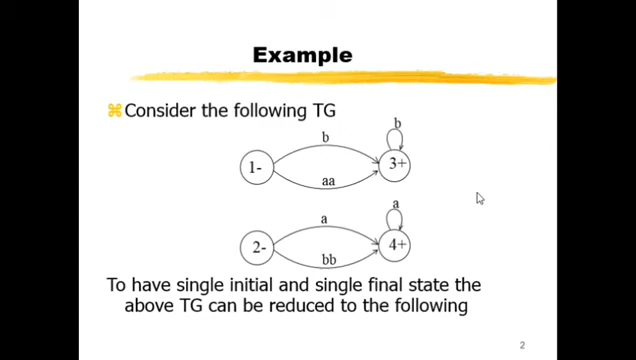 Example
Consider the following TG
b
b
1-
3+
aa
a
a
2-
4+
bb
To have single initial and single final state the
above TG can be reduced to the following
2